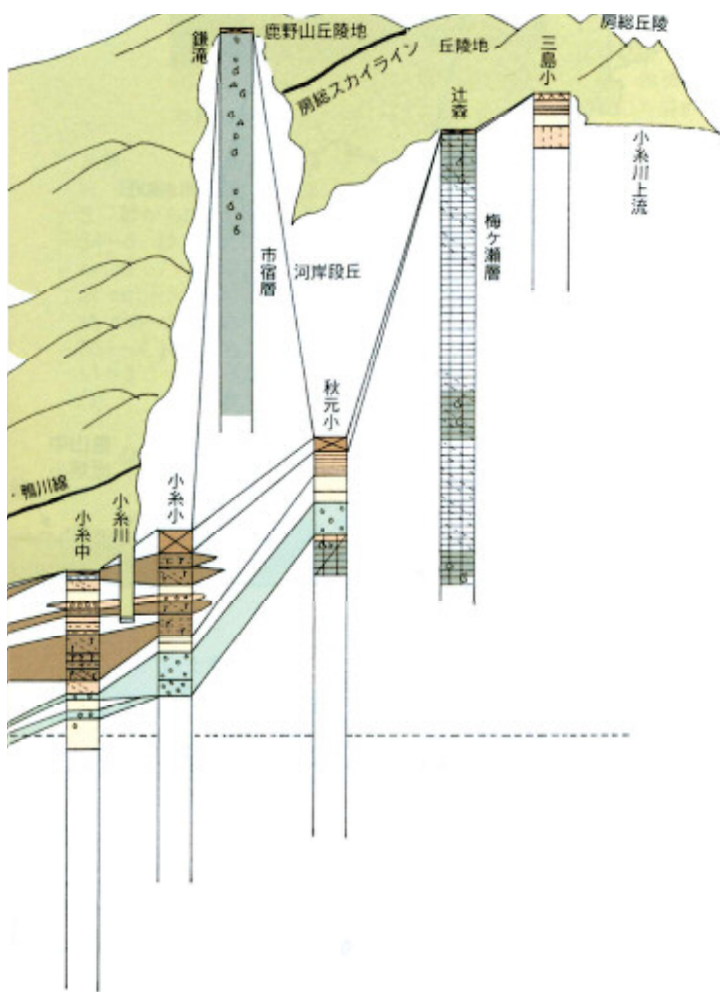 鎌滝
鹿野山丘陵地
房総スカイライン
丘陵地
房総丘陵
三島小
辻森
小糸川上流
市宿層
河岸段丘
梅ケ瀬層
秋元小
小糸小
・鴨川線
小糸川
小糸中